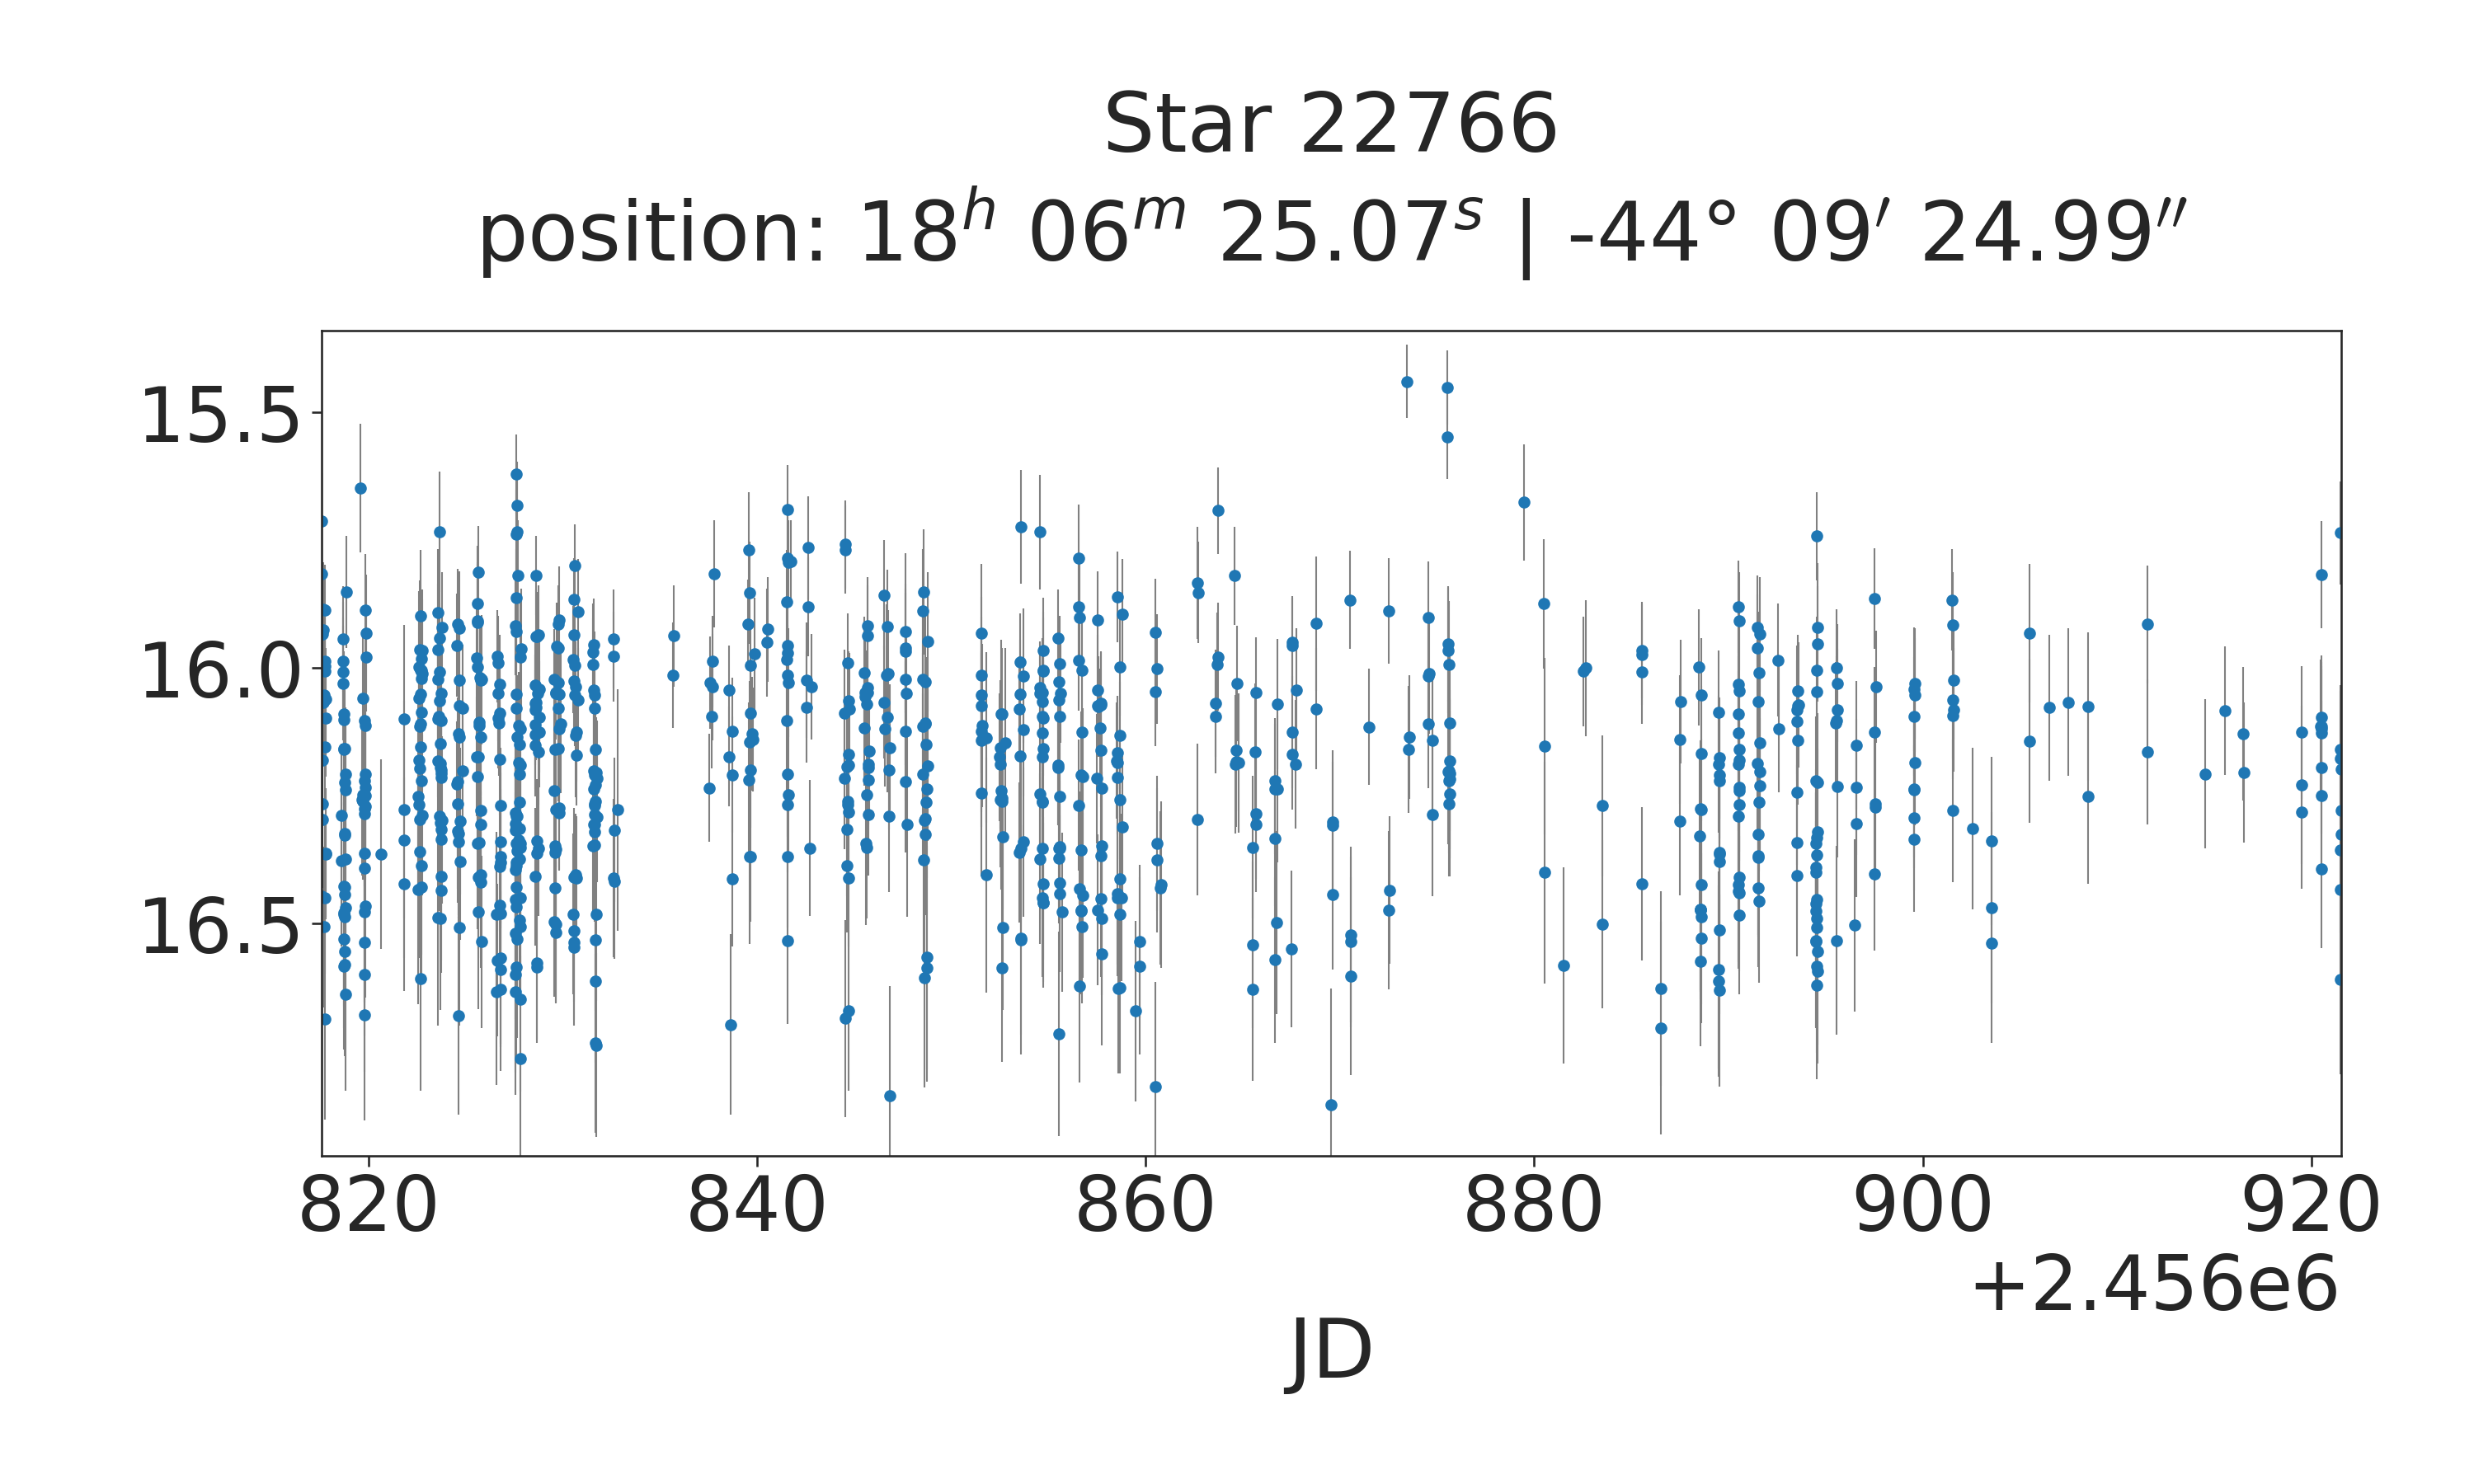 Star 22766
position: 18ʰ 06ᵐ 25.07ˢ | -44° 09′ 24.99″
15.5
16.0
16.5
820 840 860 880 900 920
+2.456e6
JD